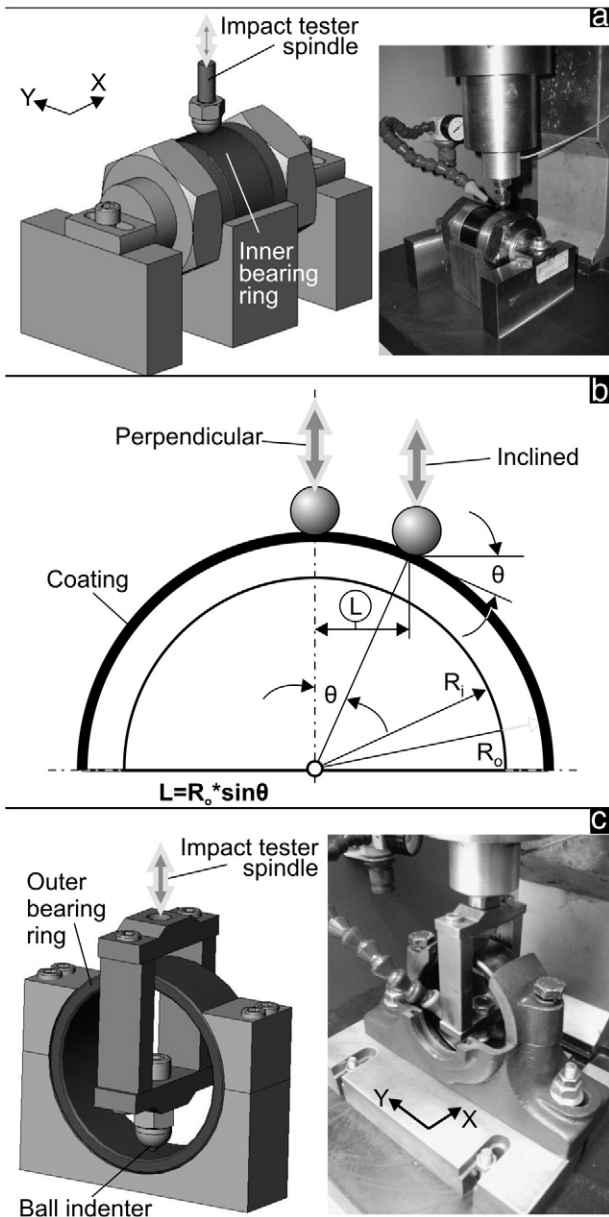 a
Impact tester
spindle
Y
X
Inner
bearing
ring
b
Perpendicular
Inclined
Coating
θ
L
θ
Ri
Ro
L=Ro*sinθ
c
Impact tester
spindle
Outer
bearing
ring
Y
X
Ball indenter